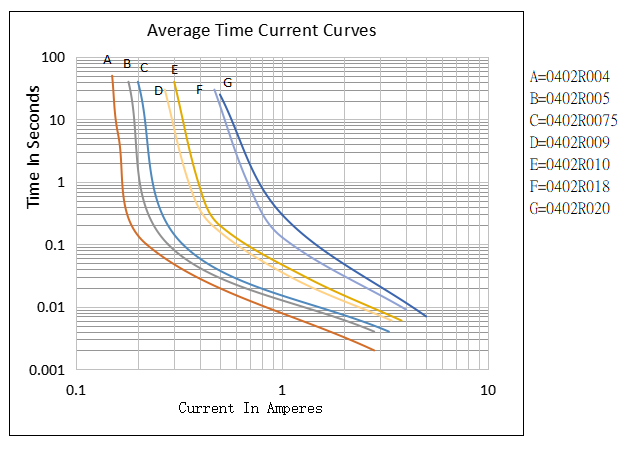 Average Time Current Curves
100
10
1
0.1
0.01
0.001
Time In Seconds
A
B
C
D
E
F
G
0.1
1
10
Current In Amperes
A=0402R004
B=0402R005
C=0402R0075
D=0402R009
E=0402R010
F=0402R018
G=0402R020